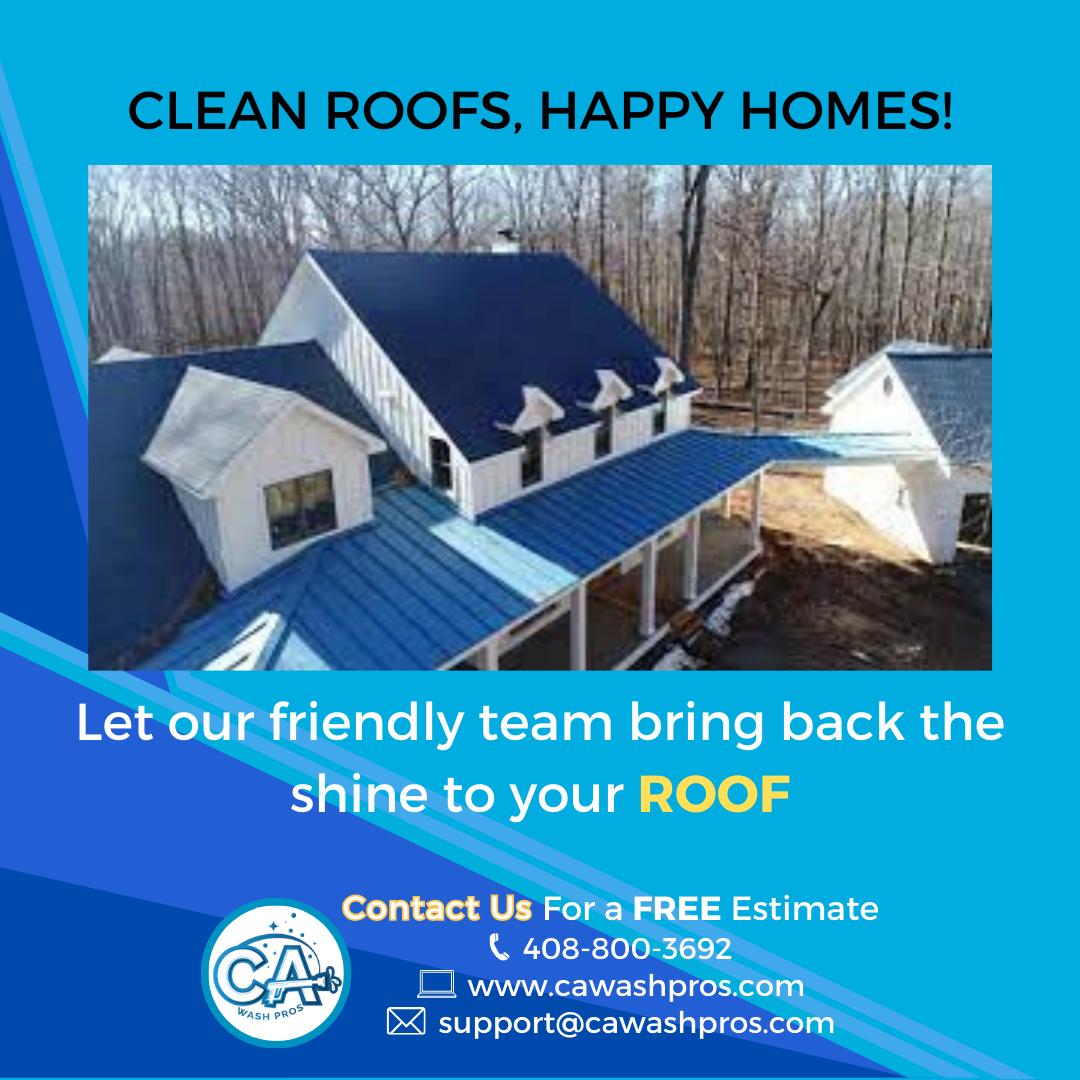 CLEAN ROOFS, HAPPY HOMES!
Let our friendly team bring back the
shine to your ROOF
Contact Us For a FREE Estimate
408-800-3692
www.cawashpros.com
support@cawashpros.com
CA
WASH PROS